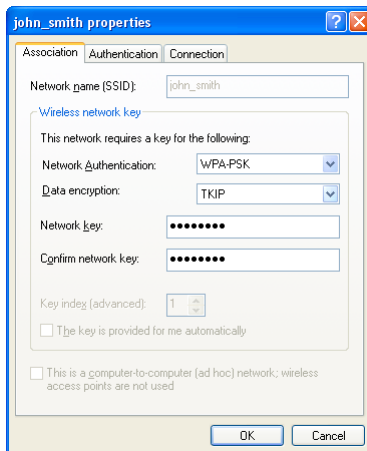 john_smith properties
Association Authentication Connection
Network name (SSID): john_smith
Wireless network key
This network requires a key for the following:
Network Authentication: WPA-PSK
Data encryption: TKIP
Network key: ••••••••
Confirm network key: ••••••••
Key index (advanced): 1
The key is provided for me automatically
This is a computer-to-computer (ad hoc) network; wireless
access points are not used
OK Cancel